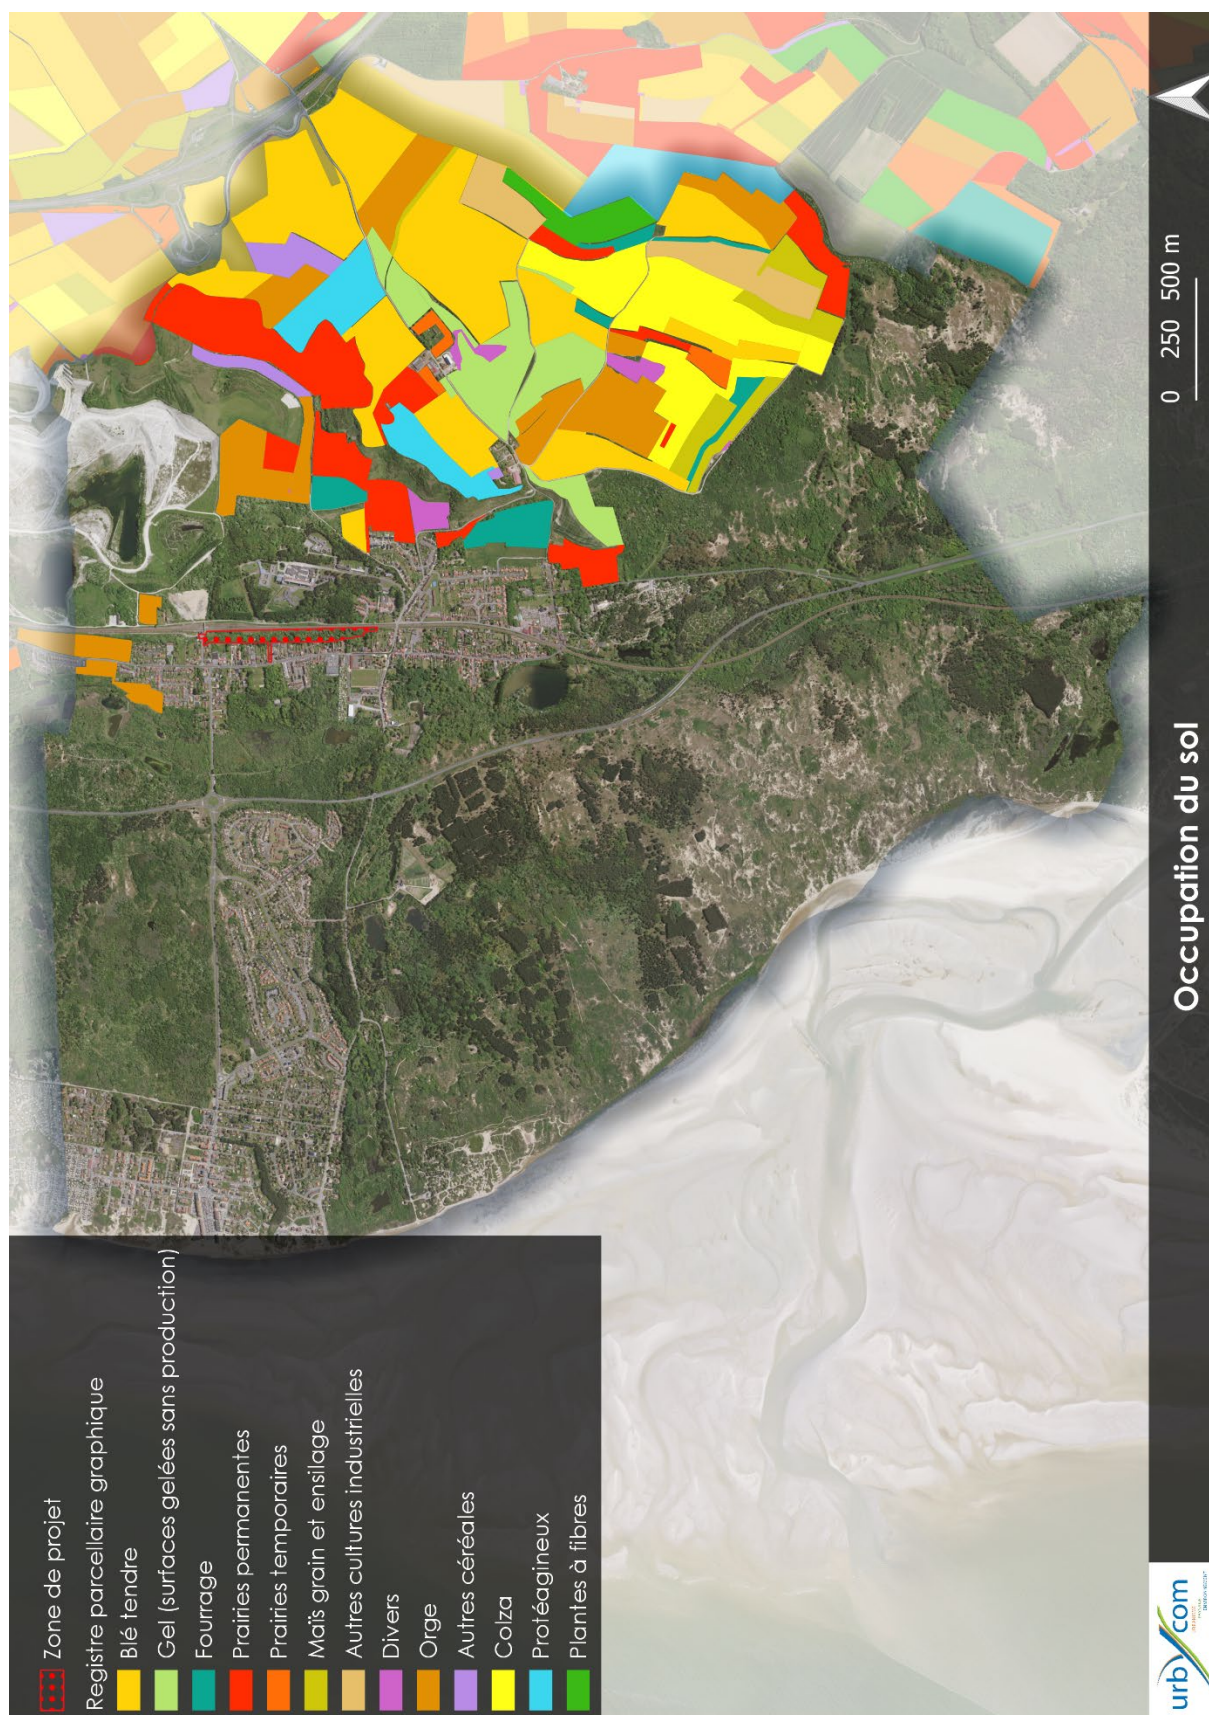 Zone de projet
Registre parcellaire graphique
Blé tendre
Gel (surfaces gelées sans production)
Fourrage
Prairies permanentes
Prairies temporaires
Maïs grain et ensilage
Autres cultures industrielles
Divers
Orge
Autres céréales
Colza
Protéagineux
Plantes à fibres
0 250 500 m
Occupation du sol
urbycom